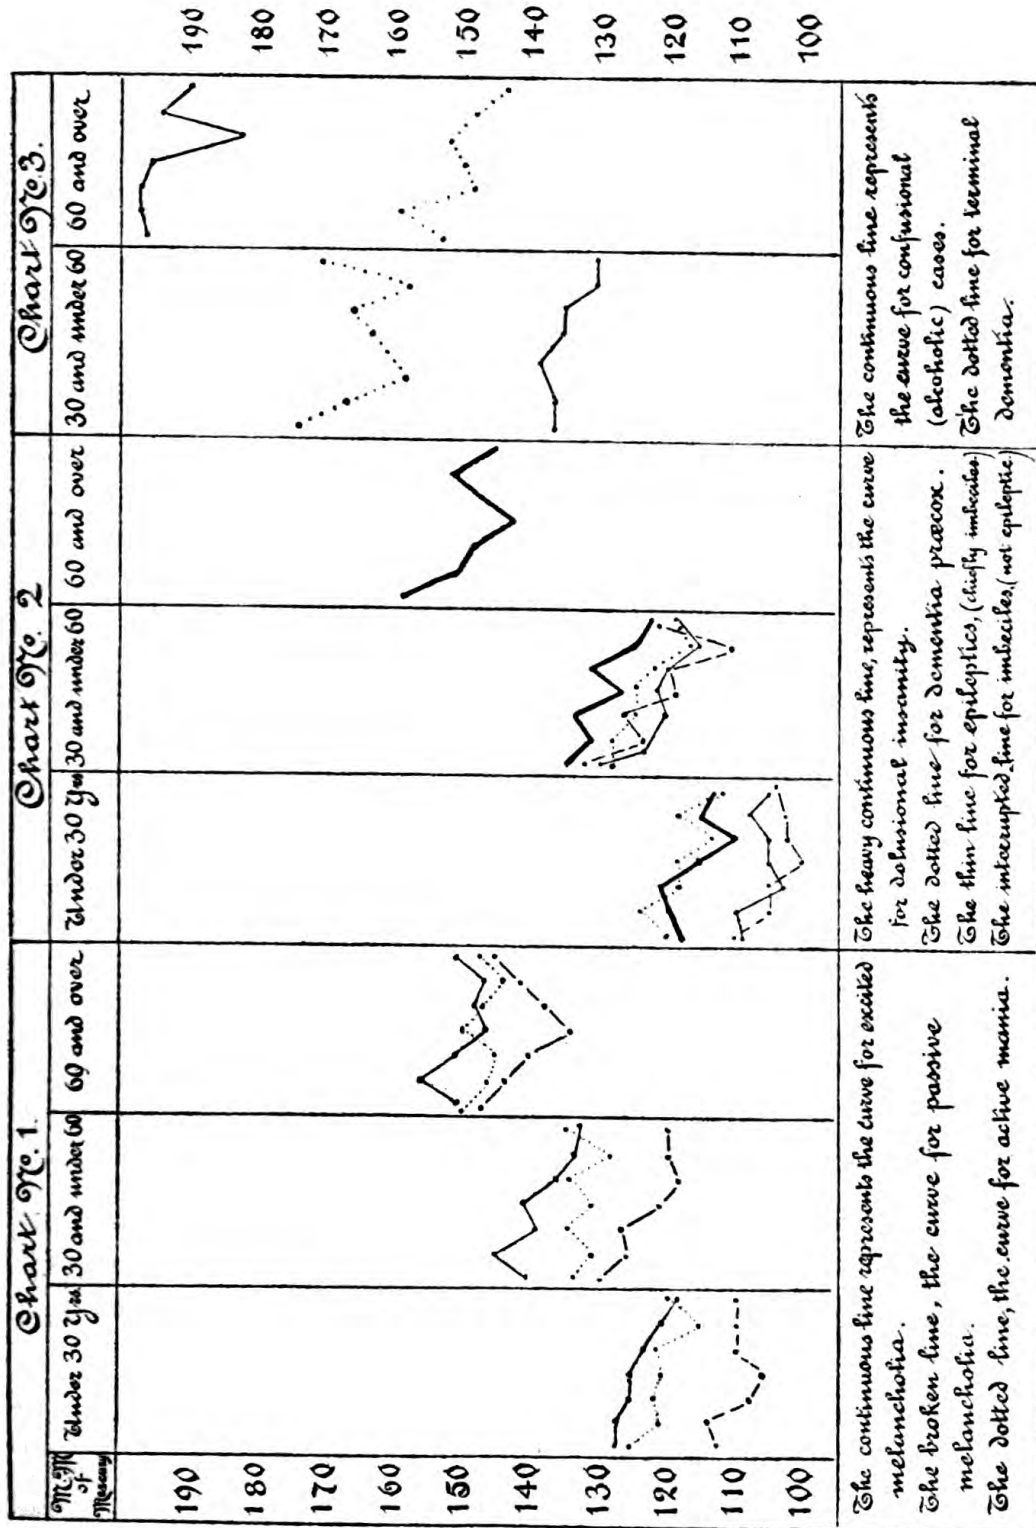 Chart No. 1.
Chart No. 2
Chart No. 3.
M.M of Mercury
Under 30 Yrs
30 and under 60
60 and over
Under 30 Yrs
30 and under 60
60 and over
30 and under 60
60 and over
190
180
170
160
150
140
130
120
110
100
190
180
170
160
150
140
130
120
110
100
The continuous line represents the curve for excited
melancholia.
The broken line, the curve for passive
melancholia.
The dotted line, the curve for active mania.
The heavy continuous line, represents the curve
for delusional insanity.
The dotted line for dementia præcox.
The thin line for epileptics, (chiefly imbeciles)
The interrupted line for imbeciles, (not epileptic)
The continuous line represents
the curve for confusional
(alcoholic) cases.
The dotted line for terminal
dementia.